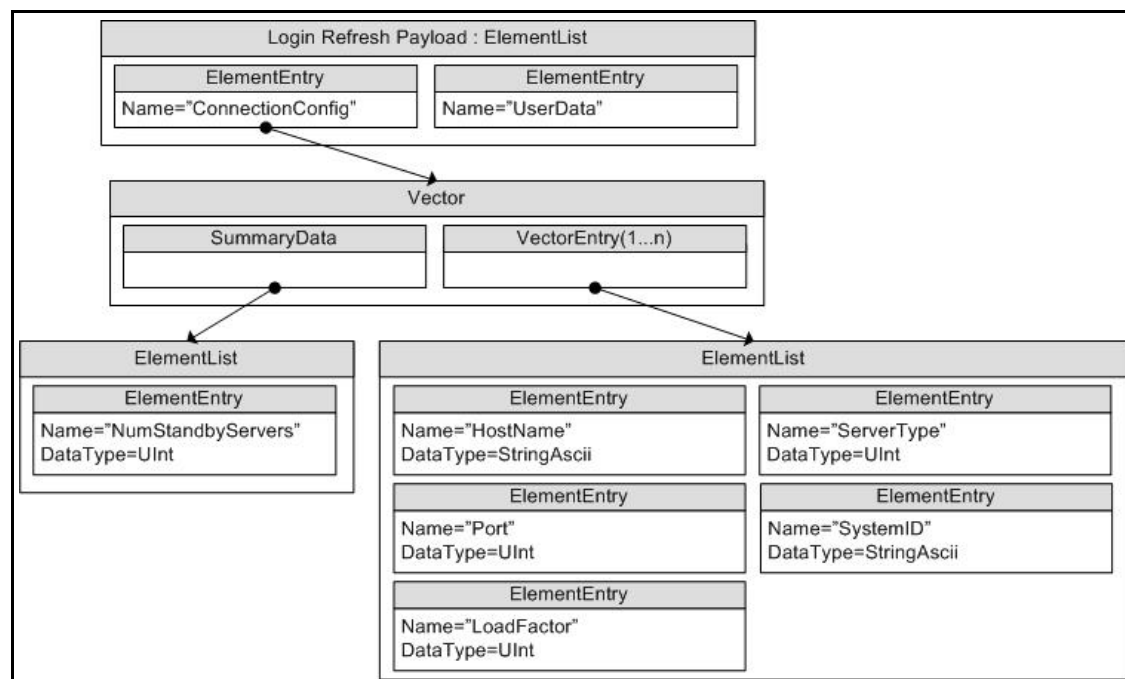 Login Refresh Payload : ElementList
ElementEntry
Name=”ConnectionConfig”
ElementEntry
Name=”UserData”
Vector
SummaryData
VectorEntry(1...n)
ElementList
ElementEntry
Name=”NumStandbyServers”
DataType=UInt
ElementList
ElementEntry
Name=”HostName”
DataType=StringAscii
ElementEntry
Name=”ServerType”
DataType=UInt
ElementEntry
Name=”Port”
DataType=UInt
ElementEntry
Name=”SystemID”
DataType=StringAscii
ElementEntry
Name=”LoadFactor”
DataType=UInt